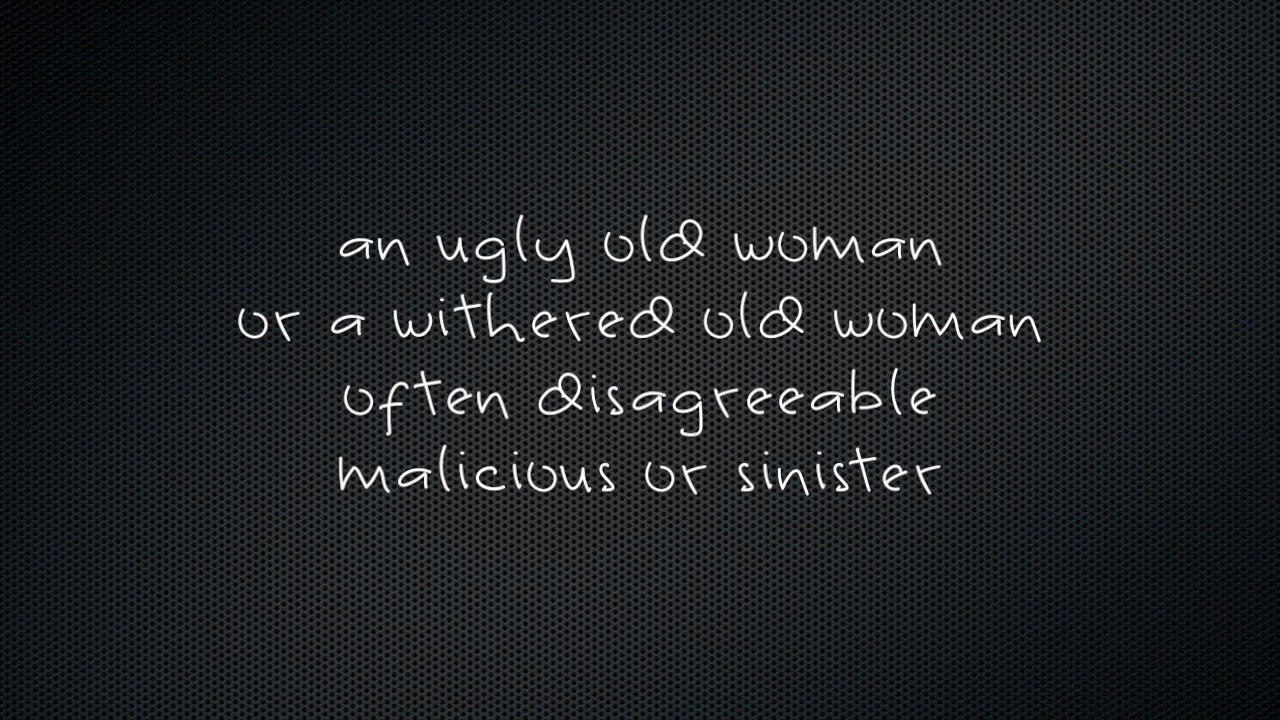 an ugly old woman
or a withered old woman
often disagreeable
malicious or sinister